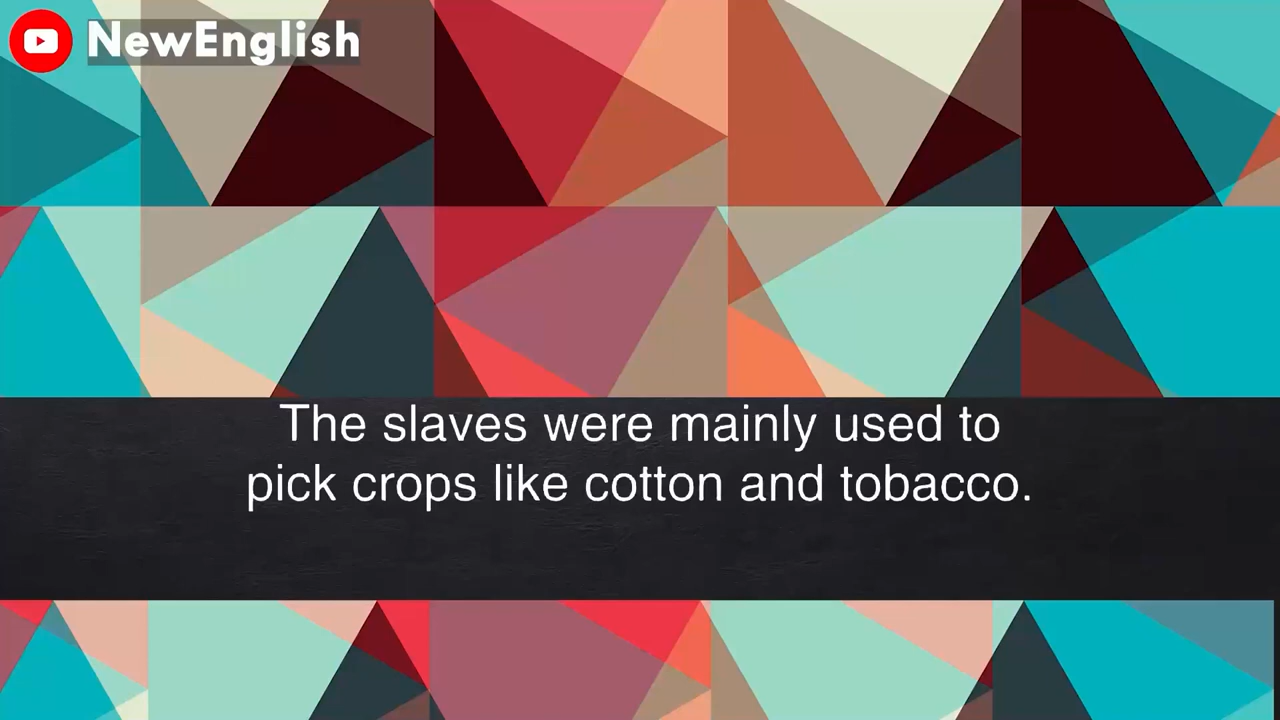 NewEnglish
The slaves were mainly used to
pick crops like cotton and tobacco.